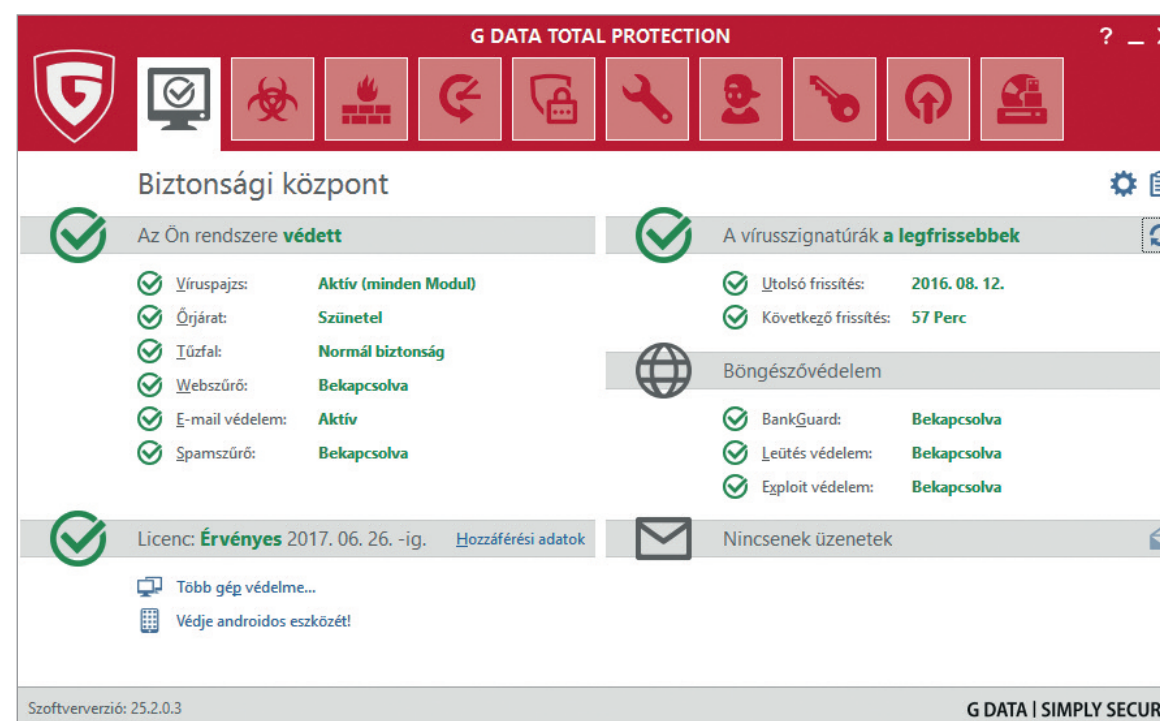 G DATA TOTAL PROTECTION
Biztonsági központ
Az Ön rendszere védett
Víruspajzs: Aktív (minden Modul)
Őrjárat: Szünetel
Tűzfal: Normál biztonság
Webszűrő: Bekapcsolva
E-mail védelem: Aktív
Spamszűrő: Bekapcsolva
Licenc: Érvényes 2017. 06. 26. -ig. Hozzáférési adatok
Több gép védelme...
Védje androidos eszközét!
A vírusszignatúrák a legfrissebbek
Utolsó frissítés: 2016. 08. 12.
Következő frissítés: 57 Perc
Böngészővédelem
BankGuard: Bekapcsolva
Leütés védelem: Bekapcsolva
Exploit védelem: Bekapcsolva
Nincsenek üzenetek
Szoftververzió: 25.2.0.3
G DATA | SIMPLY SECUR